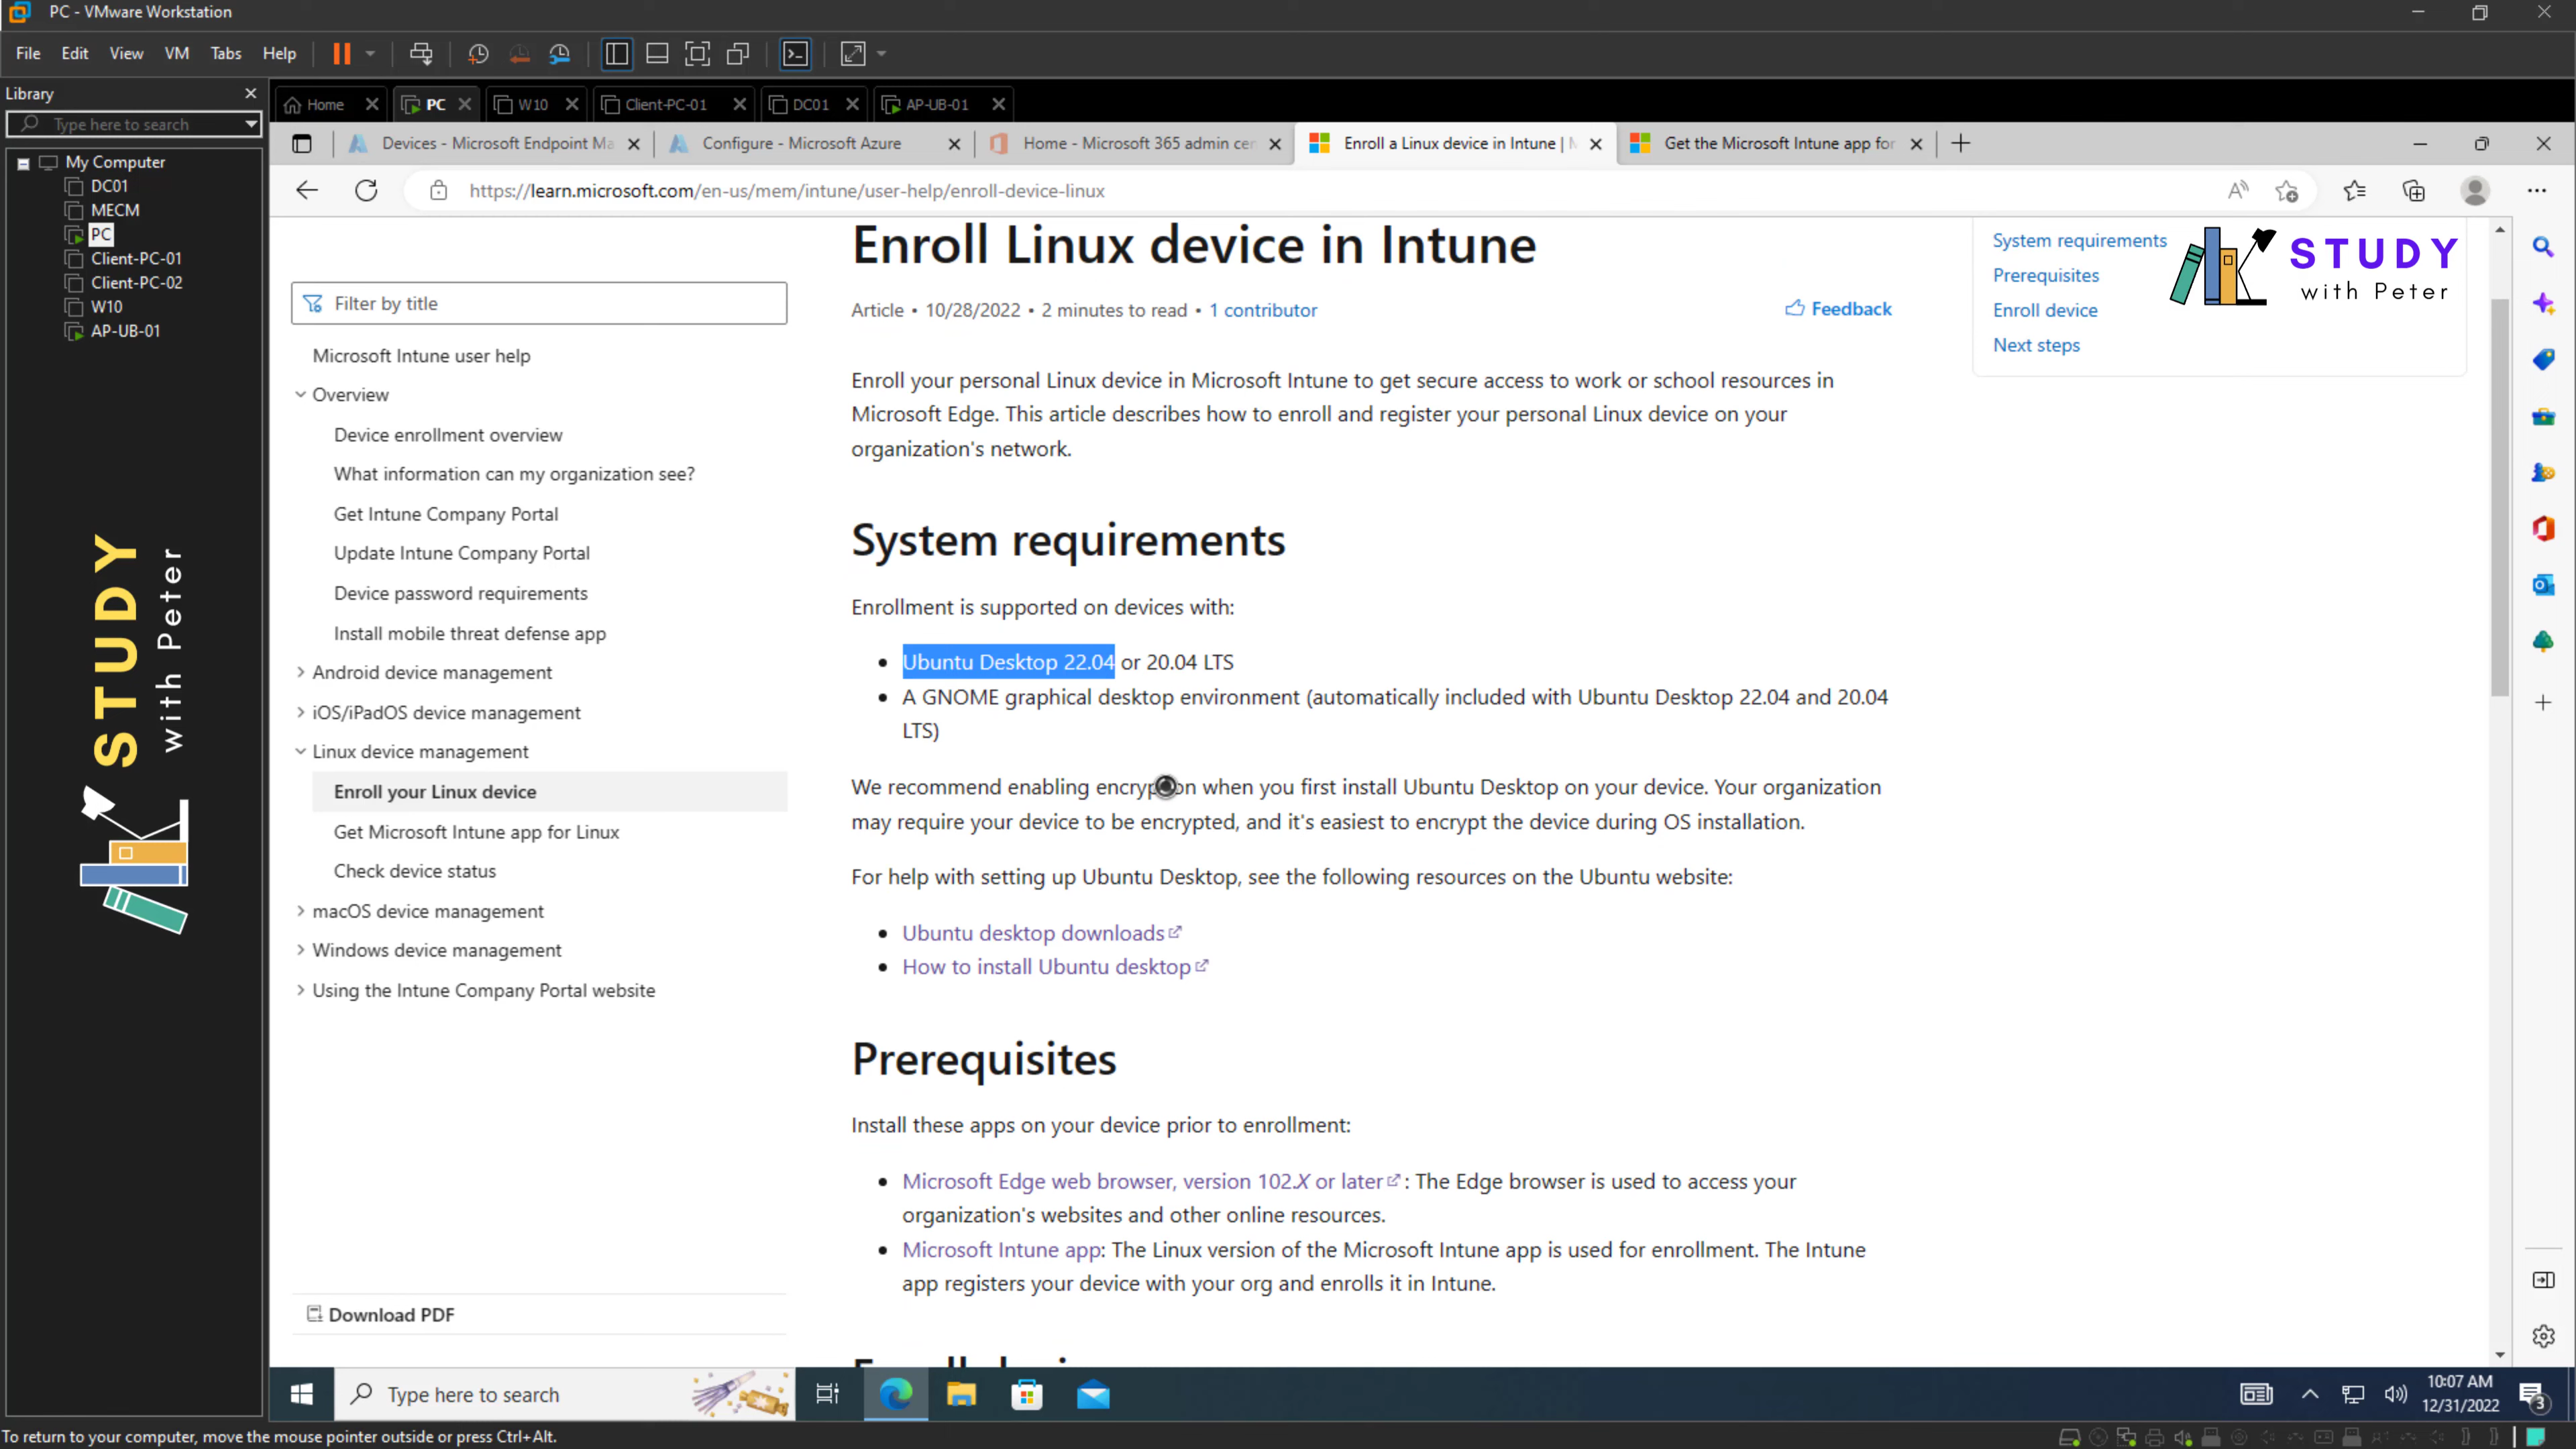 PC - VMware Workstation
File Edit View VM Tabs Help
Library
Type here to search
My Computer
DC01
MECM
PC
Client-PC-01
Client-PC-02
W10
AP-UB-01
STUDY
with Peter
Home PC W10 Client-PC-01 DC01 AP-UB-01
Devices - Microsoft Endpoint Ma Configure - Microsoft Azure Home - Microsoft 365 admin cen Enroll a Linux device in Intune | M Get the Microsoft Intune app for
https://learn.microsoft.com/en-us/mem/intune/user-help/enroll-device-linux
Filter by title
Microsoft Intune user help
Overview
Device enrollment overview
What information can my organization see?
Get Intune Company Portal
Update Intune Company Portal
Device password requirements
Install mobile threat defense app
Android device management
iOS/iPadOS device management
Linux device management
Enroll your Linux device
Get Microsoft Intune app for Linux
Check device status
macOS device management
Windows device management
Using the Intune Company Portal website
Download PDF
Enroll Linux device in Intune
Article • 10/28/2022 • 2 minutes to read • 1 contributor
Feedback
Enroll your personal Linux device in Microsoft Intune to get secure access to work or school resources in
Microsoft Edge. This article describes how to enroll and register your personal Linux device on your
organization's network.
System requirements
Enrollment is supported on devices with:
• Ubuntu Desktop 22.04 or 20.04 LTS
• A GNOME graphical desktop environment (automatically included with Ubuntu Desktop 22.04 and 20.04
LTS)
We recommend enabling encryption when you first install Ubuntu Desktop on your device. Your organization
may require your device to be encrypted, and it's easiest to encrypt the device during OS installation.
For help with setting up Ubuntu Desktop, see the following resources on the Ubuntu website:
• Ubuntu desktop downloads
• How to install Ubuntu desktop
Prerequisites
Install these apps on your device prior to enrollment:
• Microsoft Edge web browser, version 102.X or later : The Edge browser is used to access your
organization's websites and other online resources.
• Microsoft Intune app: The Linux version of the Microsoft Intune app is used for enrollment. The Intune
app registers your device with your org and enrolls it in Intune.
System requirements
Prerequisites
Enroll device
Next steps
STUDY
with Peter
Type here to search
10:07 AM
12/31/2022
3
To return to your computer, move the mouse pointer outside or press Ctrl+Alt.